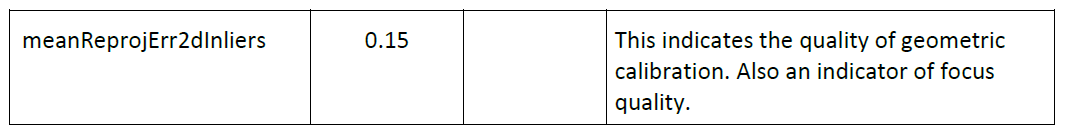 meanReprojErr2dInliers 0.15 This indicates the quality of geometric
calibration. Also an indicator of focus
quality.